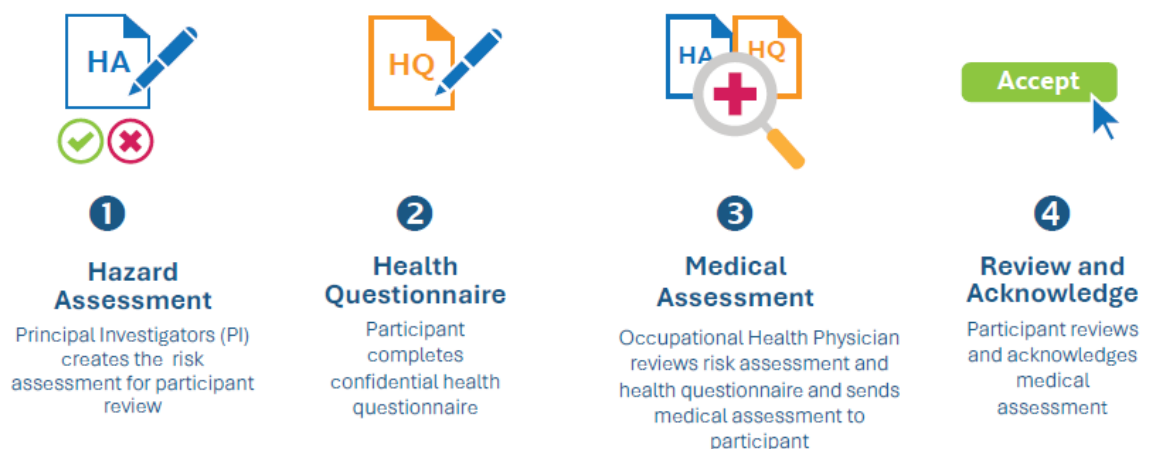 HA
HQ
HA
HQ
Accept
1
2
3
4
Hazard
Assessment
Principal Investigators (PI)
creates the risk
assessment for participant
review
Health
Questionnaire
Participant
completes
confidential health
questionnaire
Medical
Assessment
Occupational Health Physician
reviews risk assessment and
health questionnaire and sends
medical assessment to
participant
Review and
Acknowledge
Participant reviews
and acknowledges
medical
assessment